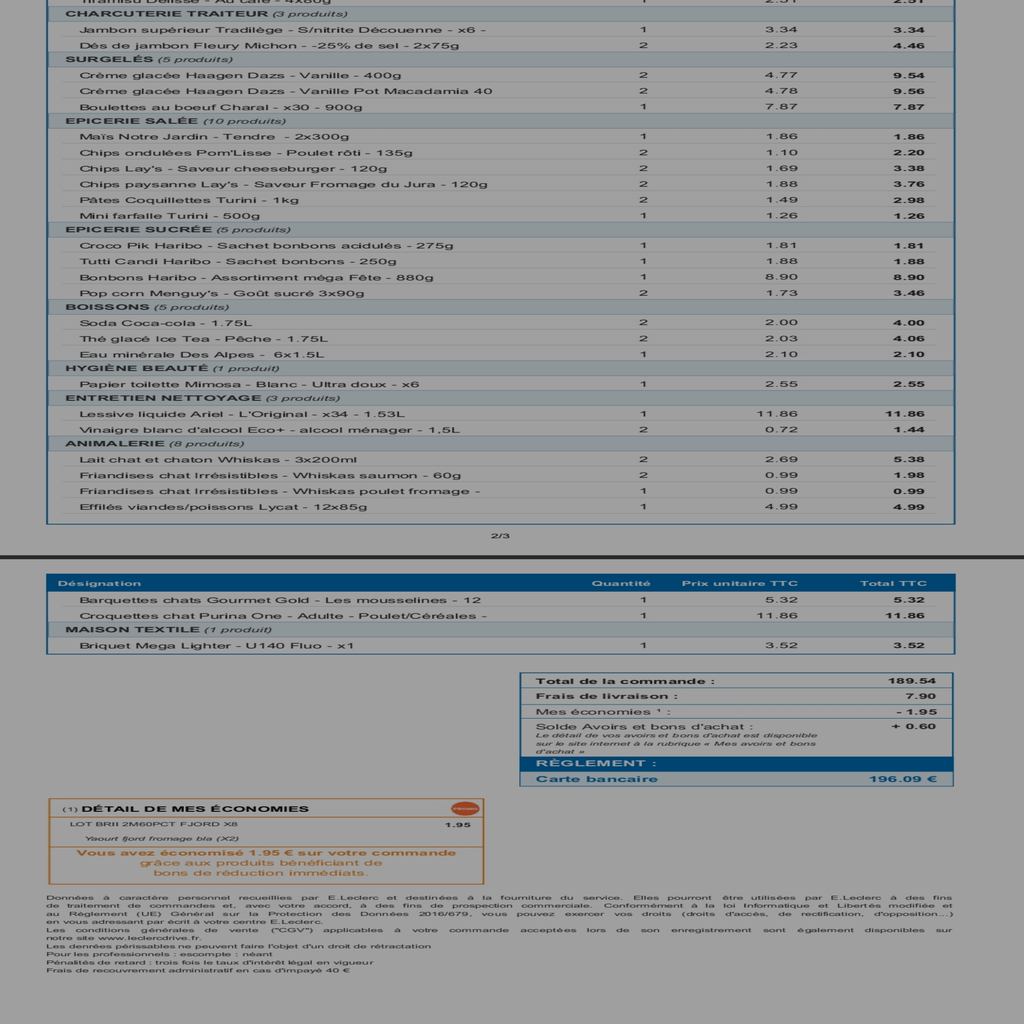 Tiramisu Délisse - Au café - 4x80g 1 2.51 2.51
CHARCUTERIE TRAITEUR (3 produits)
Jambon supérieur Tradilège - S/nitrite Découenne - x6 - 1 3.34 3.34
Dés de jambon Fleury Michon - -25% de sel - 2x75g 2 2.23 4.46
SURGELÉS (5 produits)
Crème glacée Haagen Dazs - Vanille - 400g 2 4.77 9.54
Crème glacée Haagen Dazs - Vanille Pot Macadamia 40 2 4.78 9.56
Boulettes au boeuf Charal - x30 - 900g 1 7.87 7.87
EPICERIE SALÉE (10 produits)
Maïs Notre Jardin - Tendre - 2x300g 1 1.86 1.86
Chips ondulées Pom'Lisse - Poulet rôti - 135g 2 1.10 2.20
Chips Lay's - Saveur cheeseburger - 120g 2 1.69 3.38
Chips paysanne Lay's - Saveur Fromage du Jura - 120g 2 1.88 3.76
Pâtes Coquillettes Turini - 1kg 2 1.49 2.98
Mini farfalle Turini - 500g 1 1.26 1.26
EPICERIE SUCRÉE (5 produits)
Croco Pik Haribo - Sachet bonbons acidulés - 275g 1 1.81 1.81
Tutti Candi Haribo - Sachet bonbons - 250g 1 1.88 1.88
Bonbons Haribo - Assortiment méga Fête - 880g 1 8.90 8.90
Pop corn Menguy's - Goût sucré 3x90g 2 1.73 3.46
BOISSONS (5 produits)
Soda Coca-cola - 1.75L 2 2.00 4.00
Thé glacé Ice Tea - Pêche - 1.75L 2 2.03 4.06
Eau minérale Des Alpes - 6x1.5L 1 2.10 2.10
HYGIÈNE BEAUTÉ (1 produit)
Papier toilette Mimosa - Blanc - Ultra doux - x6 1 2.55 2.55
ENTRETIEN NETTOYAGE (3 produits)
Lessive liquide Ariel - L'Original - x34 - 1.53L 1 11.86 11.86
Vinaigre blanc d'alcool Eco+ - alcool ménager - 1,5L 2 0.72 1.44
ANIMALERIE (8 produits)
Lait chat et chaton Whiskas - 3x200ml 2 2.69 5.38
Friandises chat Irrésistibles - Whiskas saumon - 60g 2 0.99 1.98
Friandises chat Irrésistibles - Whiskas poulet fromage - 1 0.99 0.99
Effilés viandes/poissons Lycat - 12x85g 1 4.99 4.99
2/3
Désignation Quantité Prix unitaire TTC Total TTC
Barquettes chats Gourmet Gold - Les mousselines - 12 1 5.32 5.32
Croquettes chat Purina One - Adulte - Poulet/Céréales - 1 11.86 11.86
MAISON TEXTILE (1 produit)
Briquet Mega Lighter - U140 Fluo - x1 1 3.52 3.52
Total de la commande : 189.54
Frais de livraison : 7.90
Mes économies ¹ : - 1.95
Solde Avoirs et bons d'achat : + 0.60
Le détail de vos avoirs et bons d'achat est disponible
sur le site internet à la rubrique « Mes avoirs et bons
d'achat »
RÈGLEMENT :
Carte bancaire 196.09 €
(1) DÉTAIL DE MES ÉCONOMIES
LOT BRII 2M60PCT FJORD X8 1.95
Yaourt fjord fromage bla (X2)
Vous avez économisé 1.95 € sur votre commande
grâce aux produits bénéficiant de
bons de réduction immédiats.
Données à caractère personnel recueillies par E.Leclerc et destinées à la fourniture du service. Elles pourront être utilisées par E.Leclerc à des fins
de traitement de commandes et, avec votre accord, à des fins de prospection commerciale. Conformément à la loi Informatique et Libertés modifiée et
au Règlement (UE) Général sur la Protection des Données 2016/679, vous pouvez exercer vos droits (droits d'accès, de rectification, d'opposition...)
en vous adressant par écrit à votre centre E.Leclerc.
Les conditions générales de vente ("CGV") applicables à votre commande acceptées lors de son enregistrement sont également disponibles sur
notre site www.leclercdrive.fr.
Les denrées périssables ne peuvent faire l'objet d'un droit de rétractation
Pour les professionnels : escompte : néant
Pénalités de retard : trois fois le taux d'intérêt légal en vigueur
Frais de recouvrement administratif en cas d'impayé 40 €